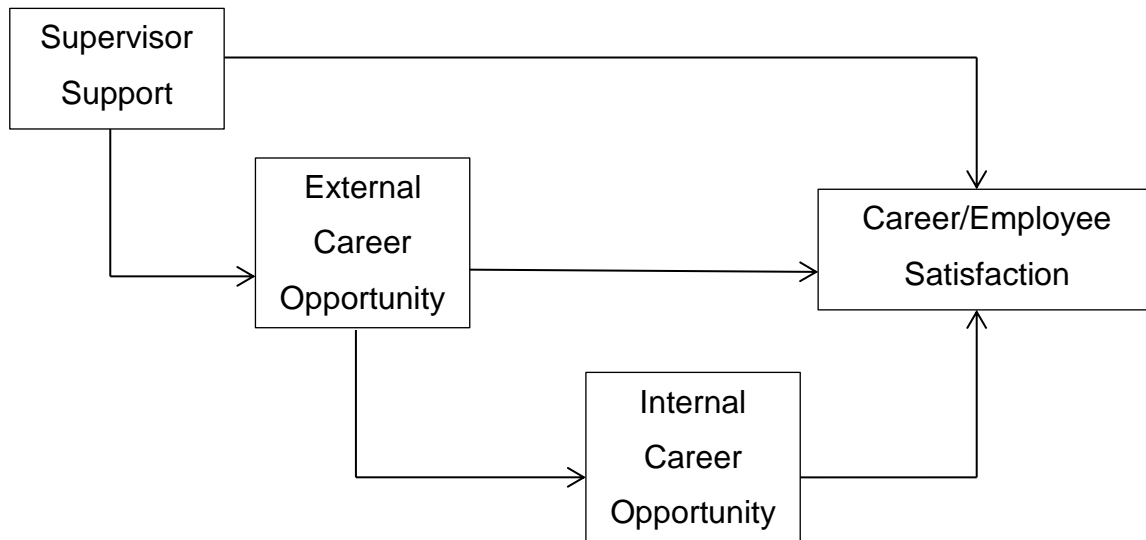 Supervisor
Support
External
Career
Opportunity
Career/Employee
Satisfaction
Internal
Career
Opportunity